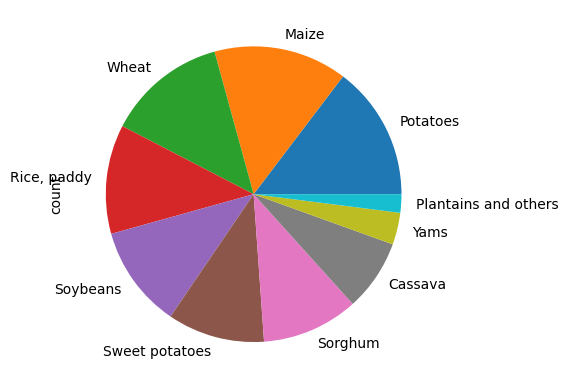 Maize
Wheat
Potatoes
Rice, paddy
count
Plantains and others
Yams
Soybeans
Cassava
Sweet potatoes
Sorghum